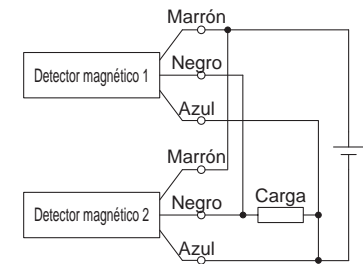 Marrón
Detector magnético 1
Negro
Azul
Marrón
Detector magnético 2
Negro
Carga
Azul